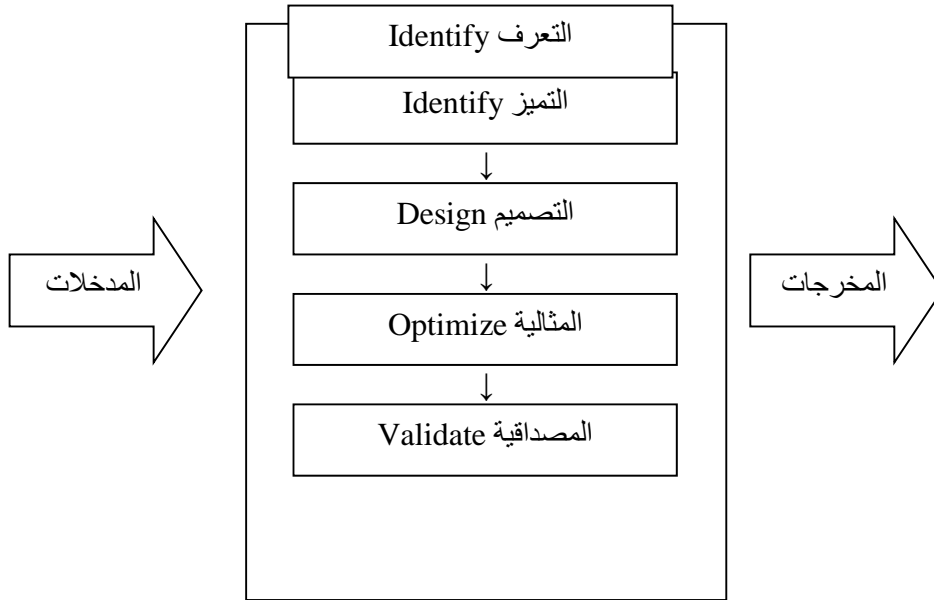 التعرف Identify
التميز Identify
↓
التصميم Design
↓
المدخلات
المخرجات
المثالية Optimize
↓
المصداقية Validate